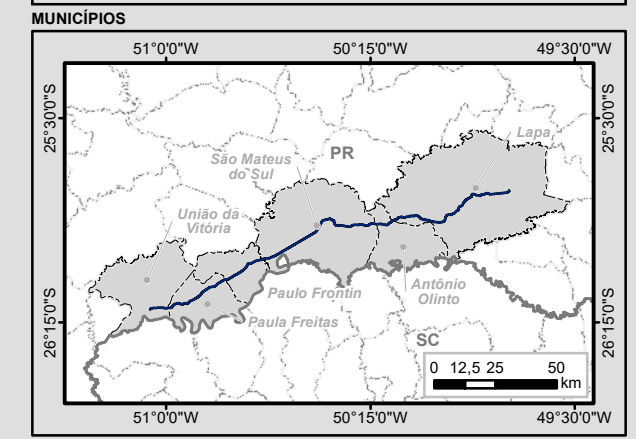 MUNICÍPIOS
51°0'0"W 50°15'0"W 49°30'0"W
25°30'0"S 25°30'0"S
Lapa
PR
São Mateus
do Sul
União da
Vitória
Paulo Frontin
Antônio
Olinto
Paula Freitas
26°15'0"S 26°15'0"S
SC
0 12,5 25 50
km
51°0'0"W 50°15'0"W 49°30'0"W